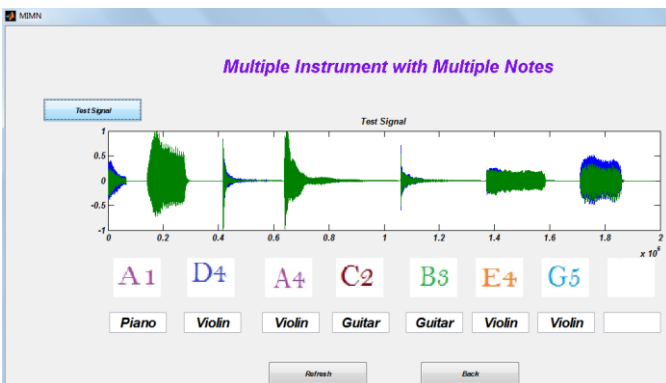 MIMN
Multiple Instrument with Multiple Notes
Test Signal
Test Signal
1
0.5
0
-0.5
-1
0 0.2 0.4 0.6 0.8 1 1.2 1.4 1.6 1.8 2
x 10^6
A1 D4 A4 C2 B3 E4 G5
Piano Violin Violin Guitar Guitar Violin Violin
Refresh Back